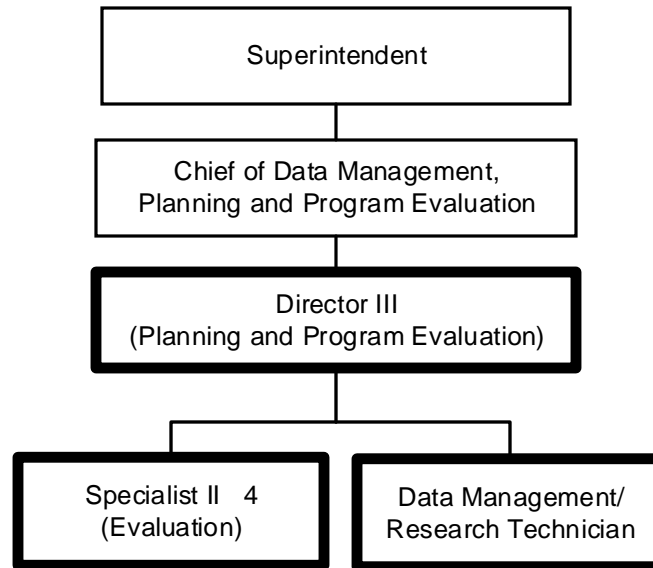 Superintendent
Chief of Data Management,
Planning and Program Evaluation
Director III
(Planning and Program Evaluation)
Specialist II 4
(Evaluation)
Data Management/
Research Technician